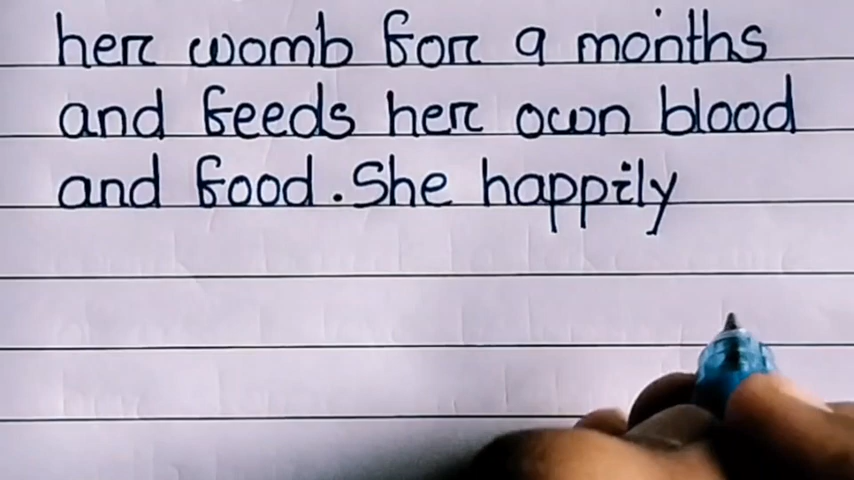 her womb for 9 months
and feeds her own blood
and food. She happily